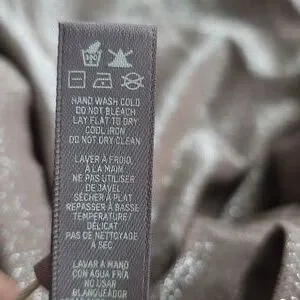 HAND WASH COLD
DO NOT BLEACH
LAY FLAT TO DRY
COOL IRON
DO NOT DRY CLEAN
LAVER À FROID,
À LA MAIN
NE PAS UTILISER
DE JAVEL
SÉCHER À PLAT
REPASSER À BASSE
TEMPÉRATURE/
DÉLICAT
PAS DE NETTOYAGE
À SEC
LAVAR A MANO
CON AGUA FRÍA
NO USAR
BLANQUEADOR